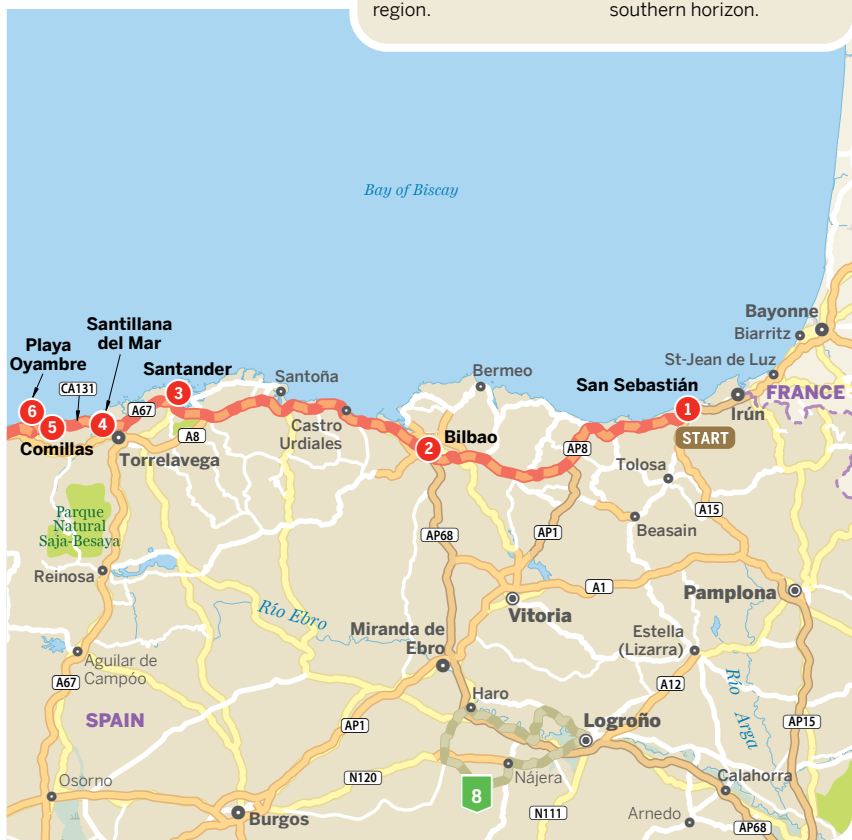 region.
southern horizon.
Bay of Biscay
Bayonne
Biarritz
St-Jean de Luz
FRANCE
Irún
San Sebastián
1
START
Bermeo
Santoña
Santander
3
Santillana
del Mar
Playa
Oyambre
CA131
6
5
4
A67
A8
Comillas
Torrelavega
Castro
Urdiales
2
Bilbao
AP8
Tolosa
A15
Beasain
Parque
Natural
Saja-Besaya
AP68
AP1
Reinosa
A1
Pamplona
Vitoria
Río Ebro
Miranda de
Ebro
Estella
(Lizarra)
Aguilar de
Campóo
A67
A12
Río
Arga
Haro
SPAIN
AP1
Logroño
AP15
N120
Nájera
8
Osorno
Calahorra
Burgos
N111
Arnedo
AP68